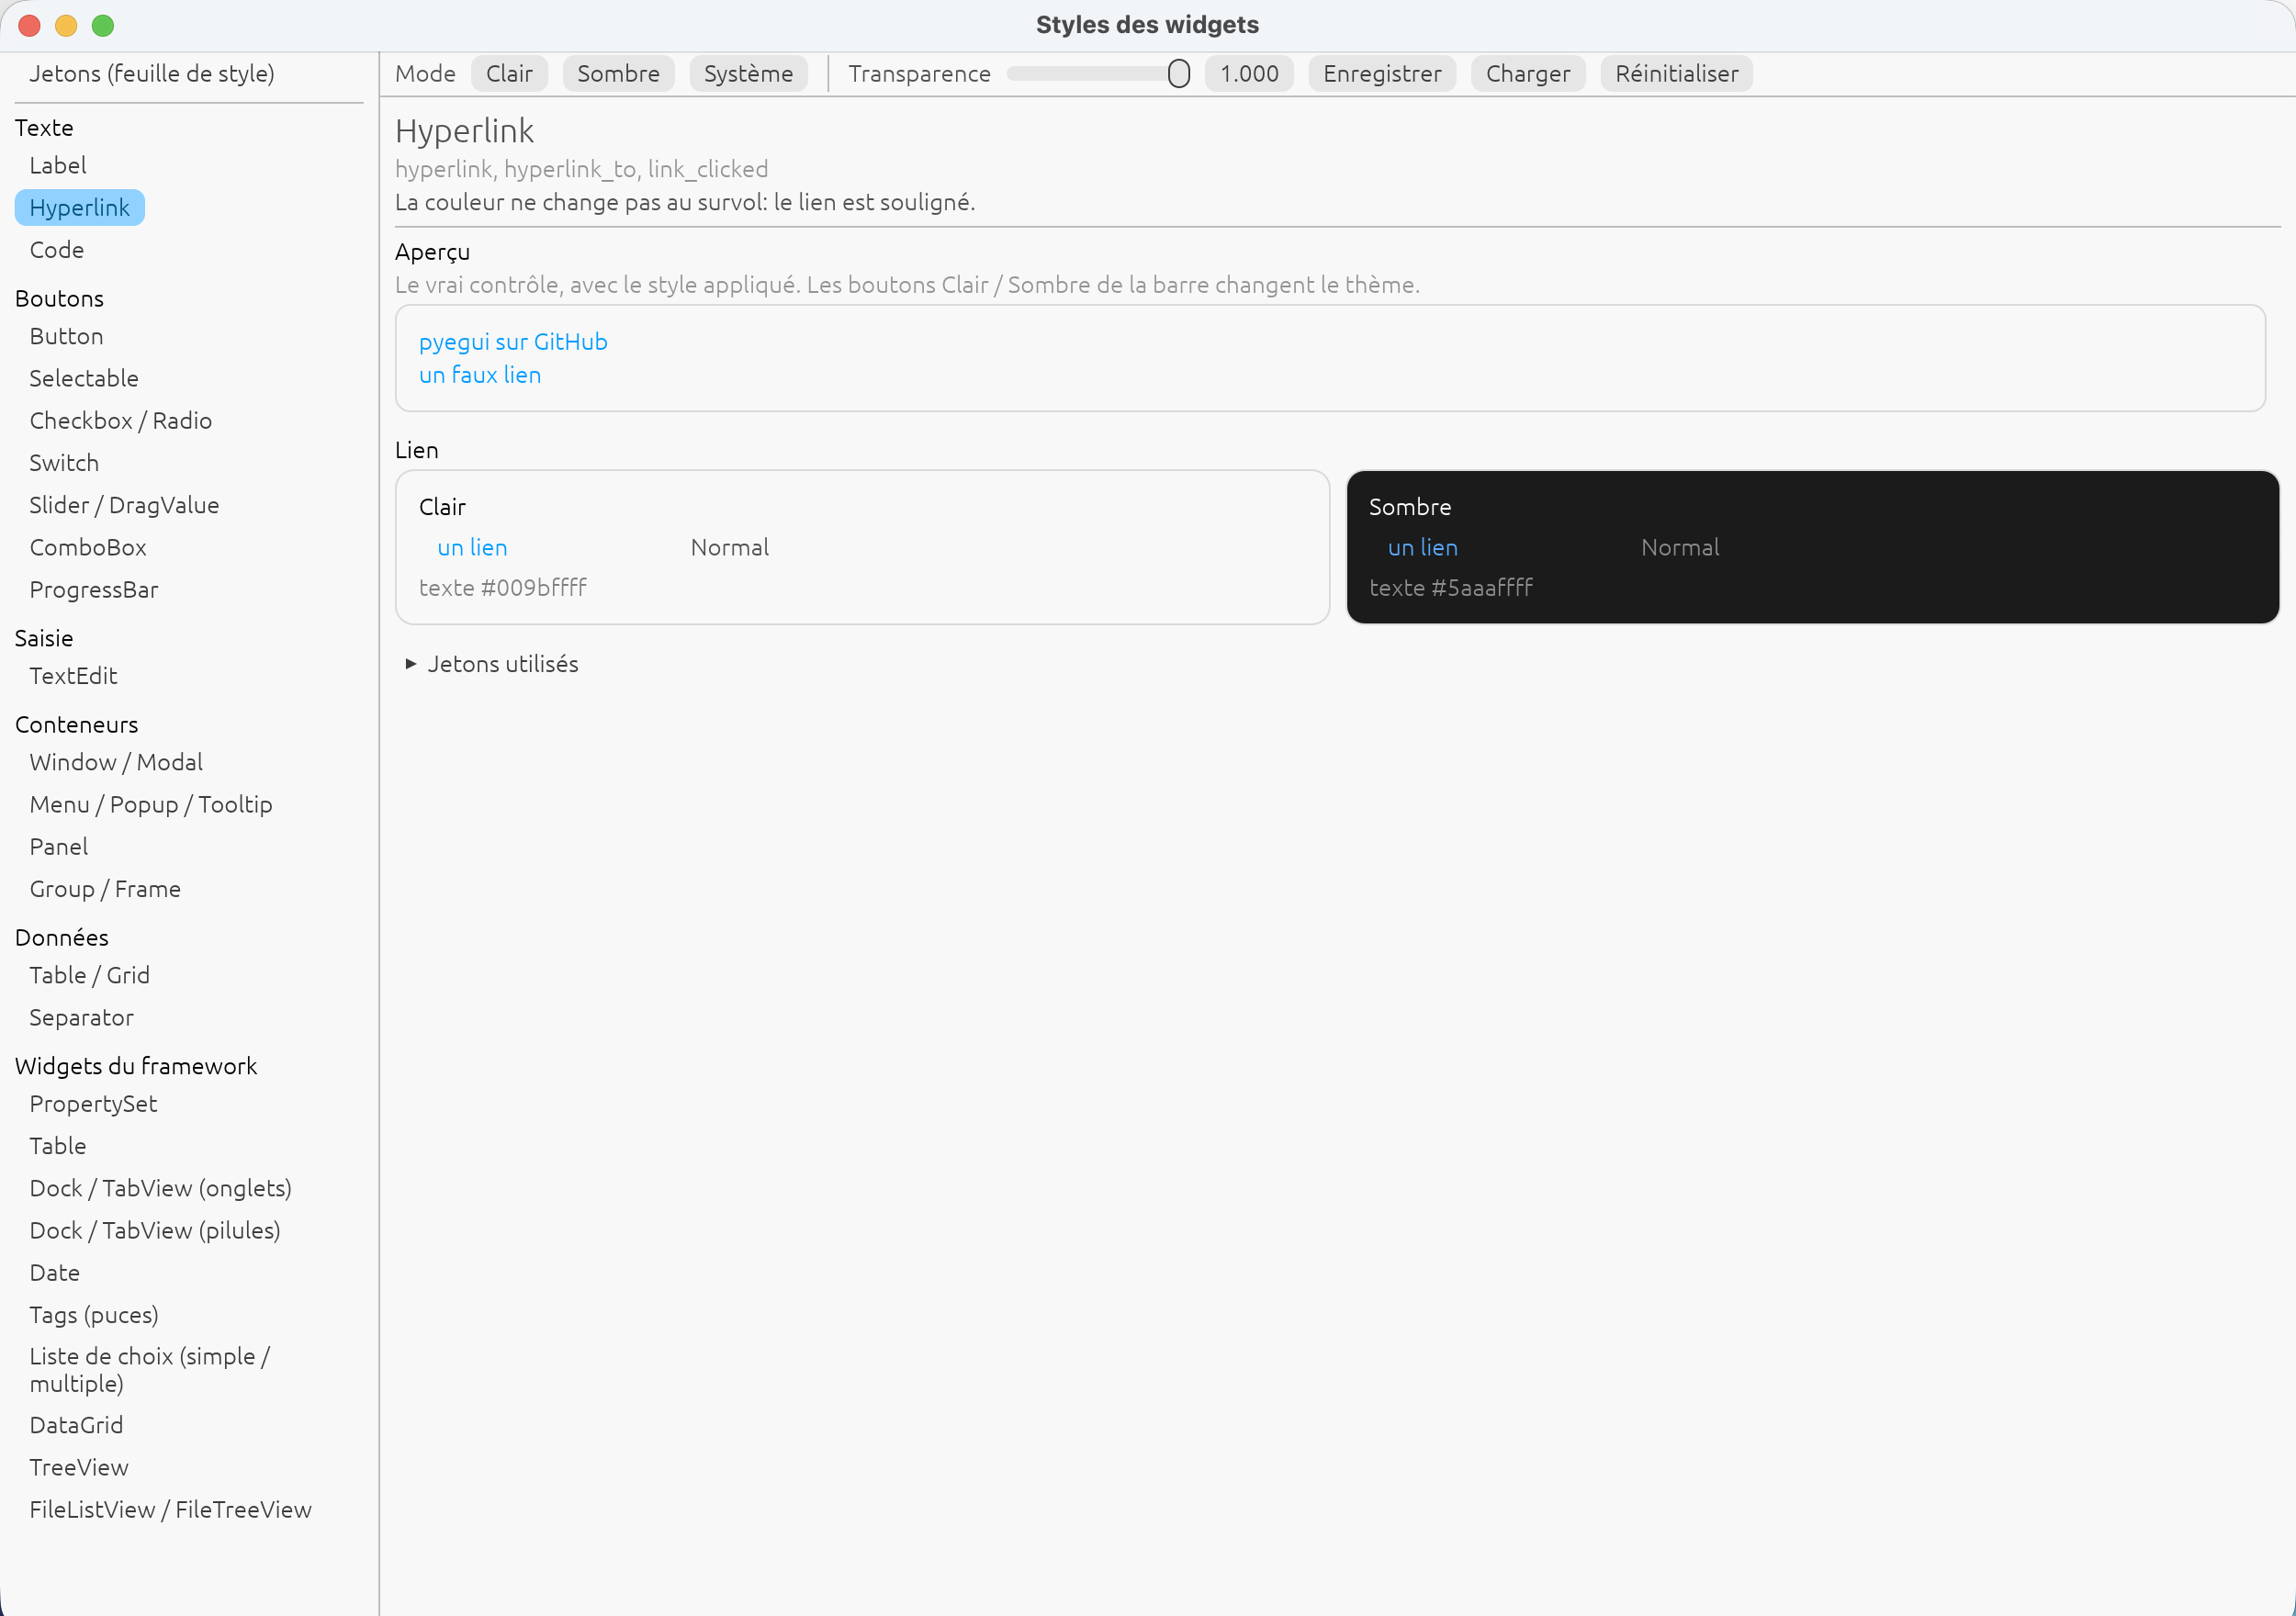 Styles des widgets
Jetons (feuille de style)
Mode Clair Sombre Système Transparence 1.000 Enregistrer Charger Réinitialiser
Texte
Label
Hyperlink
Code
Boutons
Button
Selectable
Checkbox / Radio
Switch
Slider / DragValue
ComboBox
ProgressBar
Saisie
TextEdit
Conteneurs
Window / Modal
Menu / Popup / Tooltip
Panel
Group / Frame
Données
Table / Grid
Separator
Widgets du framework
PropertySet
Table
Dock / TabView (onglets)
Dock / TabView (pilules)
Date
Tags (puces)
Liste de choix (simple /
multiple)
DataGrid
TreeView
FileListView / FileTreeView
Hyperlink
hyperlink, hyperlink_to, link_clicked
La couleur ne change pas au survol: le lien est souligné.
Aperçu
Le vrai contrôle, avec le style appliqué. Les boutons Clair / Sombre de la barre changent le thème.
pyegui sur GitHub
un faux lien
Lien
Clair
un lien Normal
texte #009bffff
Sombre
un lien Normal
texte #5aaaffff
Jetons utilisés